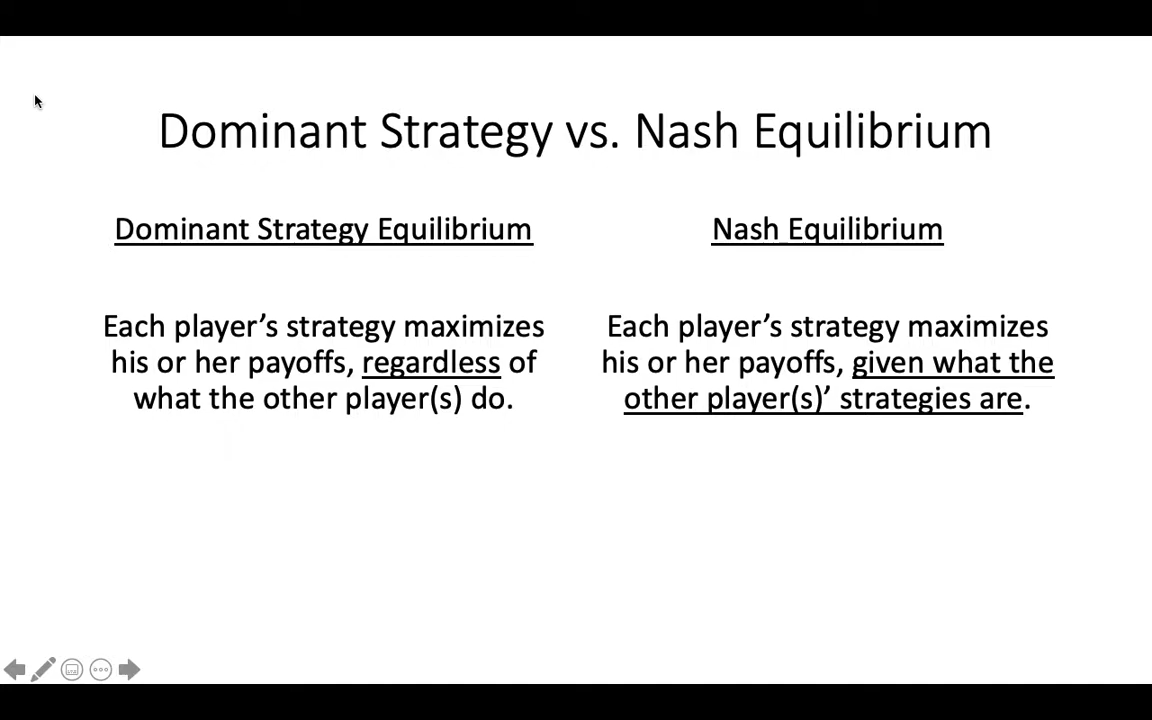 Dominant Strategy vs. Nash Equilibrium
Dominant Strategy Equilibrium
Each player’s strategy maximizes
his or her payoffs, regardless of
what the other player(s) do.
Nash Equilibrium
Each player’s strategy maximizes
his or her payoffs, given what the
other player(s)’ strategies are.